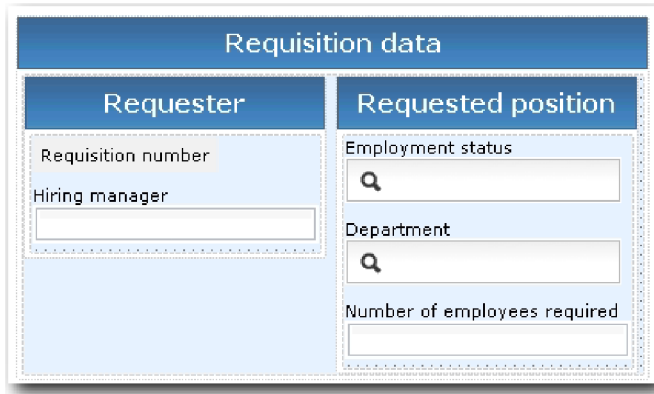 Requisition data
Requester
Requisition number
Hiring manager
Requested position
Employment status
Department
Number of employees required